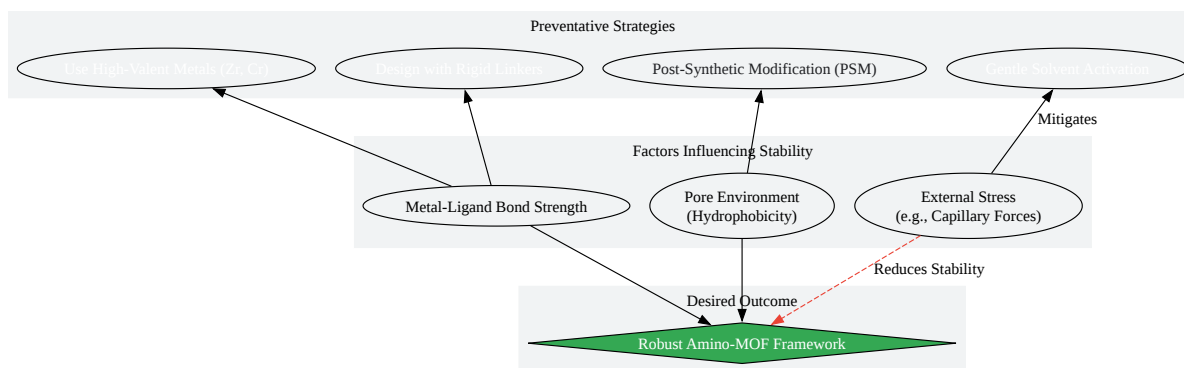 Preventative Strategies
Use High-Valent Metals (Zr, Cr)
Design with Rigid Linkers
Post-Synthetic Modification (PSM)
Gentle Solvent Activation
Mitigates
Factors Influencing Stability
Metal-Ligand Bond Strength
Pore Environment
(Hydrophobicity)
External Stress
(e.g., Capillary Forces)
Reduces Stability
Desired Outcome
Robust Amino-MOF Framework